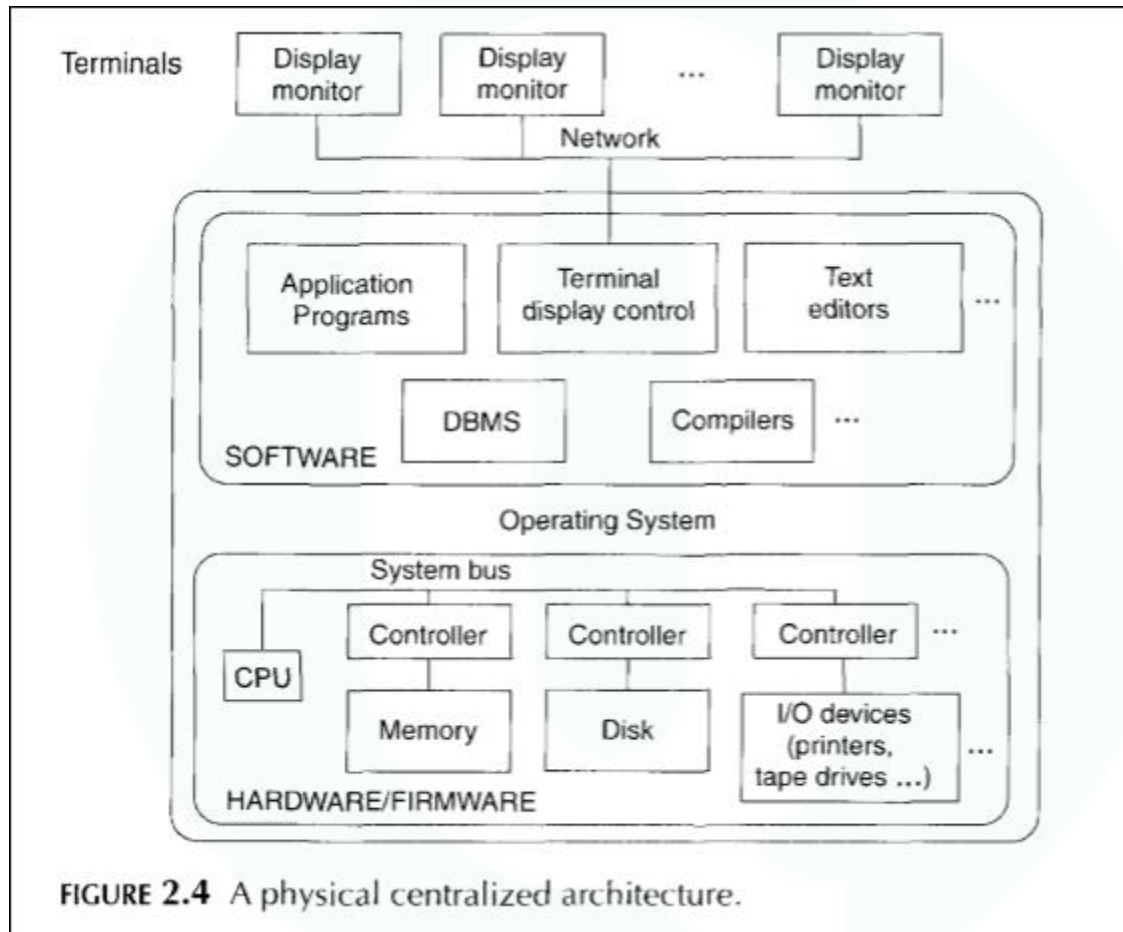 Terminals
Display
monitor
Display
monitor
...
Display
monitor
Network
Application
Programs
Terminal
display control
Text
editors
...
DBMS
Compilers
...
SOFTWARE
Operating System
System bus
Controller
Controller
Controller
...
CPU
Memory
Disk
I/O devices
(printers,
tape drives ...)
...
HARDWARE/FIRMWARE
FIGURE 2.4 A physical centralized architecture.